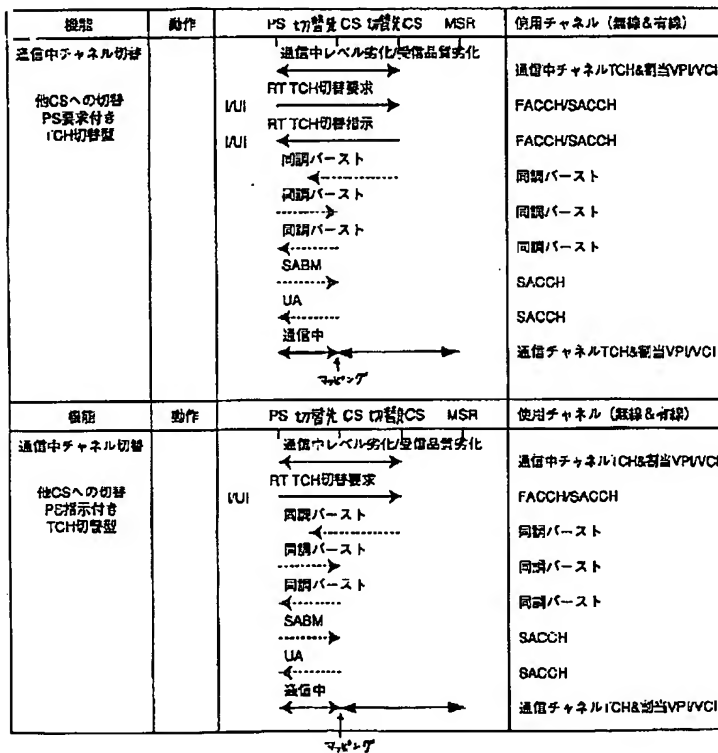 機能 動作 PS 切替先CS 切替元CS MSR 使用チャネル (無線&有線)
通信中チャネル切替 通信中レベル劣化/受信品質劣化
通信中チャネルTCH&割当VPI/VCI
他CSへの切替 RT TCH切替要求
PS要求付き I/UI FACCH/SACCH
TCH切替型 RT TCH切替指示
I/UI FACCH/SACCH
同調バースト
同調バースト
同調バースト
同調バースト
同調バースト
同調バースト
SABM
SACCH
UA
SACCH
通信中
通信チャネルTCH&割当VPI/VCI
マッピング
機能 動作 PS 切替先CS 切替元CS MSR 使用チャネル (無線&有線)
通信中チャネル切替 通信中レベル劣化/受信品質劣化
通信中チャネルTCH&割当VPI/VCI
他CSへの切替 RT TCH切替要求
PS指示付き I/UI FACCH/SACCH
TCH切替型 同調バースト
同調バースト
同調バースト
同調バースト
同調バースト
同調バースト
SABM
SACCH
UA
SACCH
通信中
通信チャネルTCH&割当VPI/VCI
マッピング